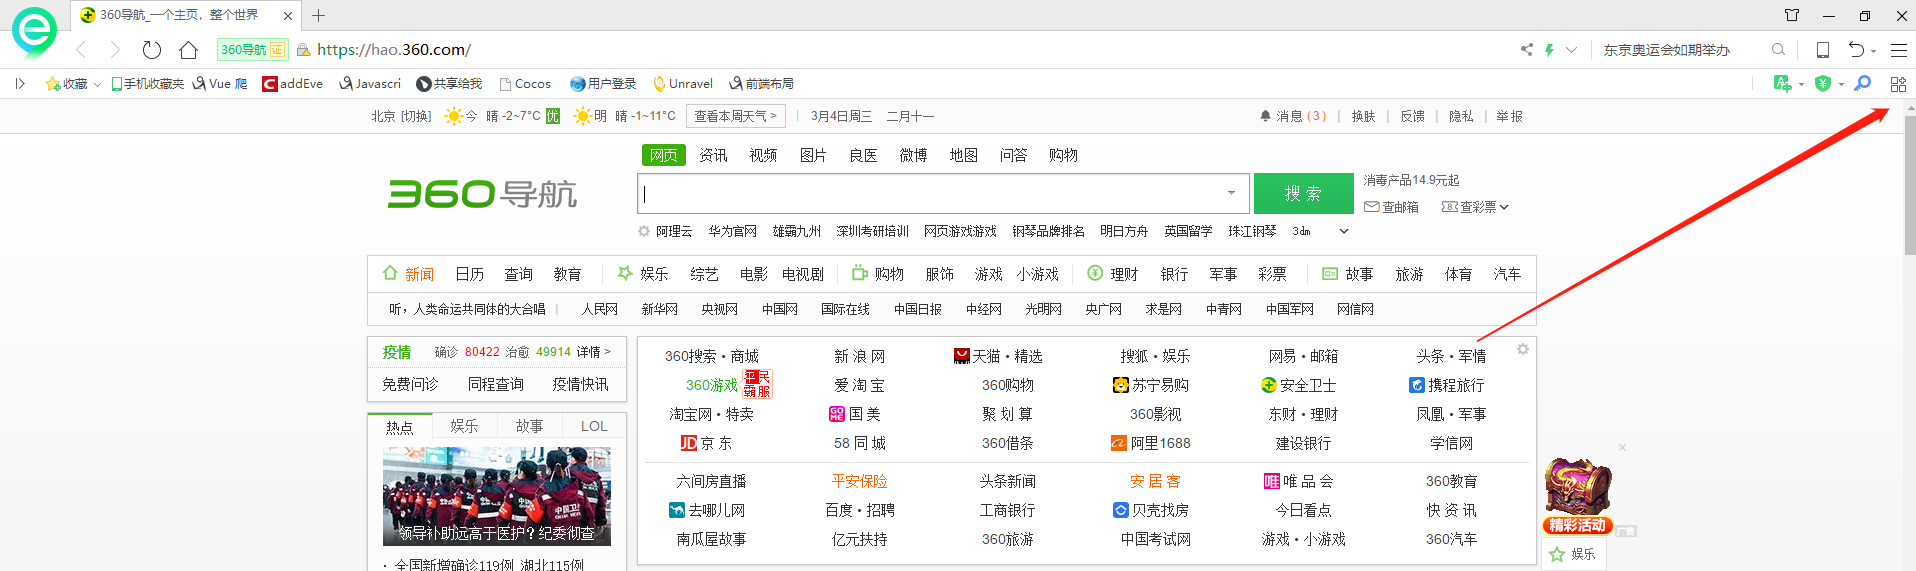 360导航_一个主页，整个世界
360导航 证 https://hao.360.com/ 东京奥运会如期举办
收藏 手机收藏夹 Vue 爬 addEve Javascri 共享给我 Cocos 用户登录 Unravel 前端布局
北京 [切换] 今 晴 -2~7°C 优 明 晴 -1~11°C 查看本周天气 > 3月4日周三 二月十一 消息 (3) | 换肤 | 反馈 | 隐私 | 举报
网页 资讯 视频 图片 良医 微博 地图 问答 购物
360导航 搜 索 消毒产品14.9元起
查邮箱 查彩票
阿里云 华为官网 雄霸九州 深圳考研培训 网页游戏游戏 钢琴品牌排名 明日方舟 英国留学 珠江钢琴 3dm
新闻 日历 查询 教育 娱乐 综艺 电影 电视剧 购物 服饰 游戏 小游戏 理财 银行 军事 彩票 故事 旅游 体育 汽车
听，人类命运共同体的大合唱 | 人民网 新华网 央视网 中国网 国际在线 中国日报 中经网 光明网 央广网 求是网 中青网 中国军网 网信网
疫情 确诊 80422 治愈 49914 详情 >
免费问诊 同程查询 疫情快讯
热点 娱乐 故事 LOL
中国卫
领导补助远高于医护？纪委彻查
· 全国新增确诊119例 湖北115例
360搜索·商城 新 浪 网 天猫·精选 搜狐·娱乐 网易·邮箱 头条·军情
360游戏 平民霸服 爱 淘 宝 360购物 苏宁易购 安全卫士 携程旅行
淘宝网·特卖 GOME 国 美 聚 划 算 360影视 东财·理财 凤凰·军事
JD 京 东 58 同 城 360借条 阿里1688 建设银行 学信网
六间房直播 平安保险 头条新闻 安 居 客 唯 唯 品 会 360教育
去哪儿网 百度·招聘 工商银行 贝壳找房 今日看点 快 资 讯
南瓜屋故事 亿元扶持 360旅游 中国考试网 游戏·小游戏 360汽车
精彩活动
广告
娱乐